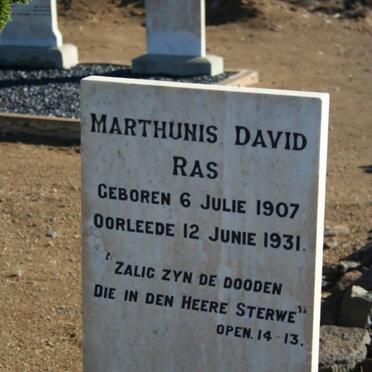 MARTHUNIS DAVID
RAS
GEBOREN 6 JULIE 1907
OORLEEDE 12 JUNIE 1931.
"ZALIG ZYN DE DOODEN
DIE IN DEN HEERE STERWE"
OPEN. 14-13.